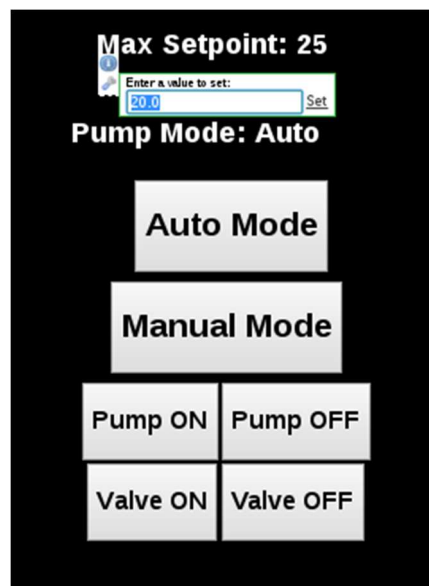 Max Setpoint: 25
Enter a value to set:
20.0 Set
Pump Mode: Auto
Auto Mode
Manual Mode
Pump ON Pump OFF
Valve ON Valve OFF